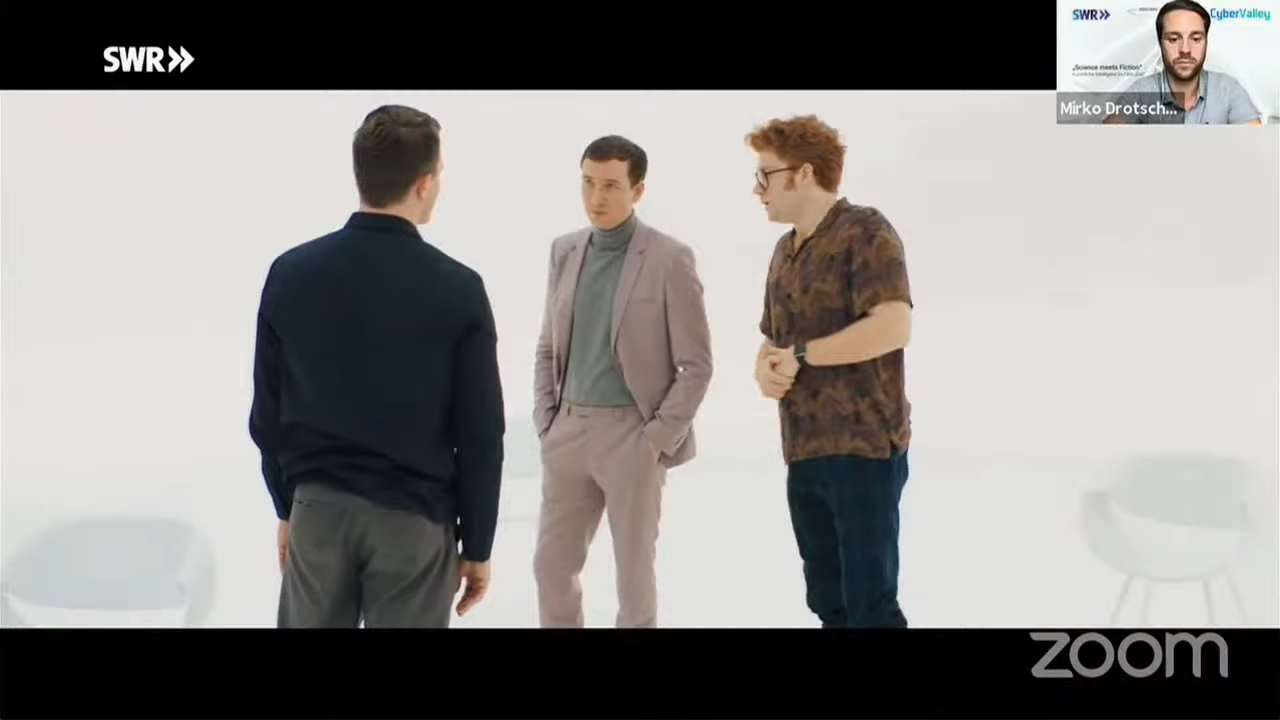 SWR
SWR
CyberValley
„Science meets Fiction"
Mirko Drotsch...
zoom